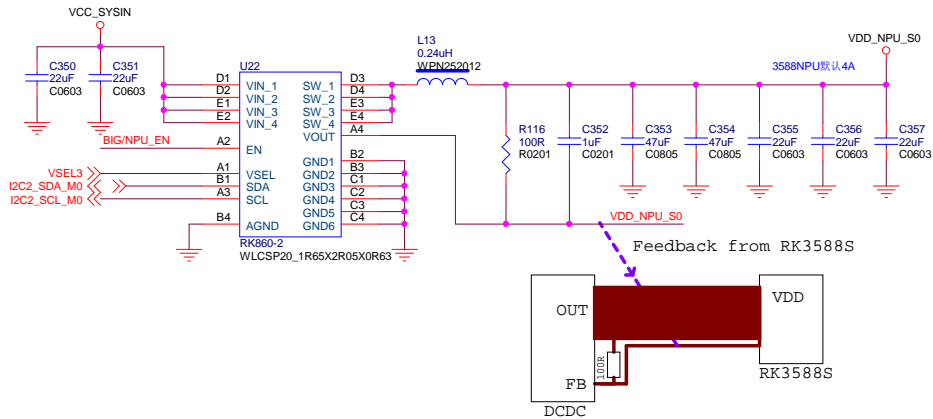 VCC_SYSIN
C350
22uF
C0603
C351
22uF
C0603
U22
D1 VIN_1 SW_1 D3
D2 VIN_2 SW_2 D4
E1 VIN_3 SW_3 E3
E2 VIN_4 SW_4 E4
VOUT A4
BIG/NPU_EN
A2 EN
GND1 B2
VSEL3 A1 VSEL GND2 B3
I2C2_SDA_M0 B1 SDA GND3 C1
I2C2_SCL_M0 A3 SCL GND4 C2
GND5 C3
B4 AGND GND6 C4
RK860-2
WLCSP20_1R65X2R05X0R63
L13
0.24uH
WPN252012
VDD_NPU_S0
3588NPU默认4A
R116
100R
R0201
C352
1uF
C0201
C353
47uF
C0805
C354
47uF
C0805
C355
22uF
C0603
C356
22uF
C0603
C357
22uF
C0603
VDD_NPU_S0
Feedback from RK3588S
OUT
VDD
100R
FB
RK3588S
DCDC